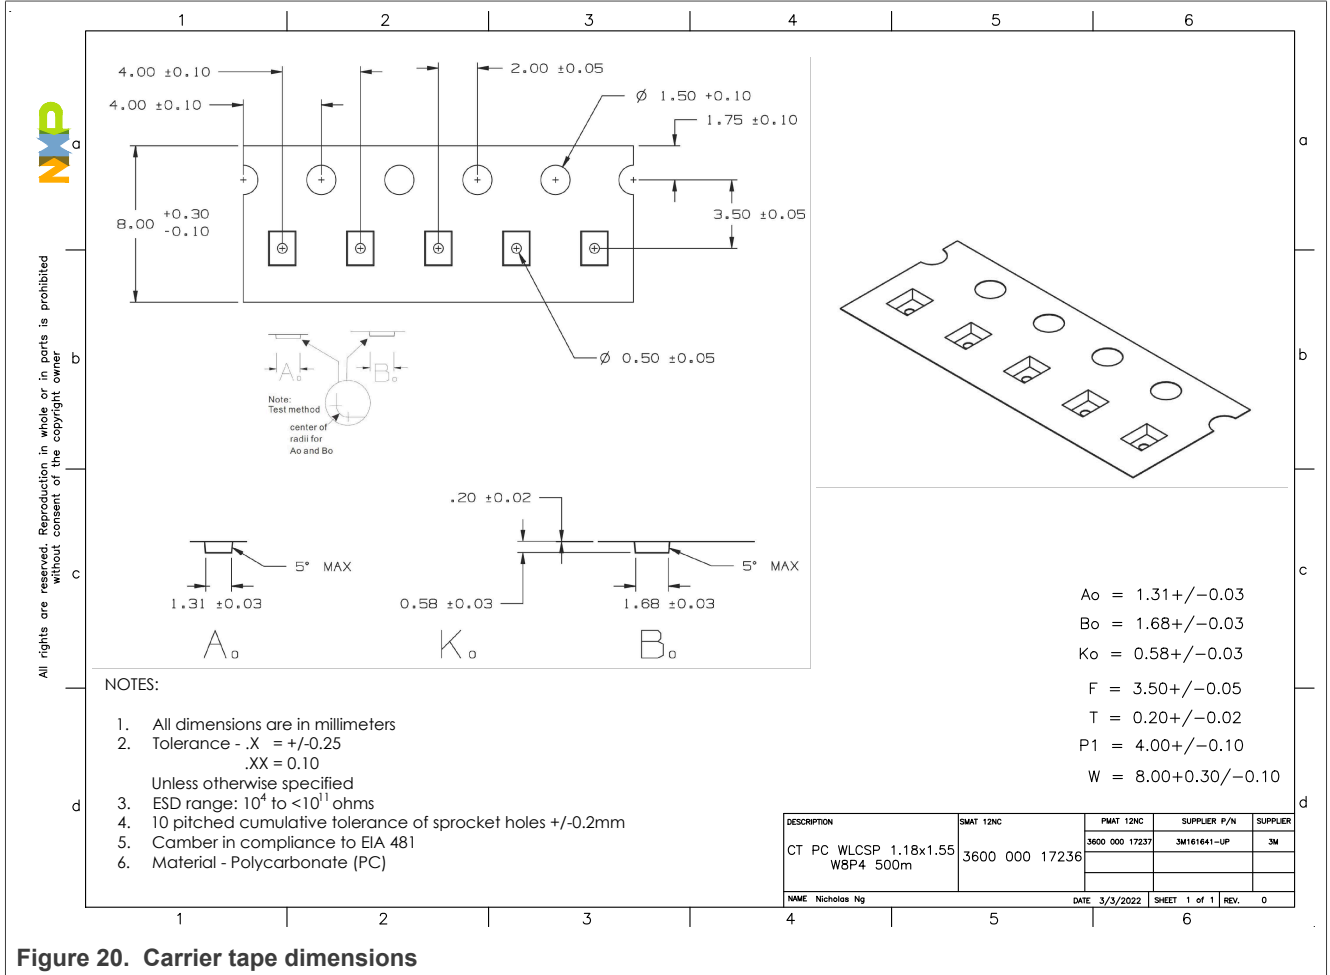 1 2 3 4 5 6
NXP
All rights are reserved. Reproduction in whole or in parts is prohibited
without consent of the copyright owner
a
b
c
d
a
b
c
d
4.00 ±0.10
2.00 ±0.05
4.00 ±0.10
Ø 1.50 +0.10
1.75 ±0.10
8.00 +0.30 -0.10
3.50 ±0.05
Ø 0.50 ±0.05
Ao
Bo
Note:
Test method
center of
radii for
Ao and Bo
.20 ±0.02
5° MAX
5° MAX
1.31 ±0.03
0.58 ±0.03
1.68 ±0.03
Ao
Ko
Bo
Ao = 1.31+/-0.03
Bo = 1.68+/-0.03
Ko = 0.58+/-0.03
F = 3.50+/-0.05
T = 0.20+/-0.02
P1 = 4.00+/-0.10
W = 8.00+0.30/-0.10
NOTES:
1. All dimensions are in millimeters
2. Tolerance - .X = +/-0.25
.XX = 0.10
Unless otherwise specified
3. ESD range: 10^4 to <10^11 ohms
4. 10 pitched cumulative tolerance of sprocket holes +/-0.2mm
5. Camber in compliance to EIA 481
6. Material - Polycarbonate (PC)
DESCRIPTION SMAT 12NC PMAT 12NC SUPPLIER P/N SUPPLIER
CT PC WLCSP 1.18x1.55
W8P4 500m
3600 000 17236
3600 000 17237 3M161641-UP 3M
NAME Nicholas Ng DATE 3/3/2022 SHEET 1 of 1 REV. 0
1 2 3 4 5 6
Figure 20. Carrier tape dimensions